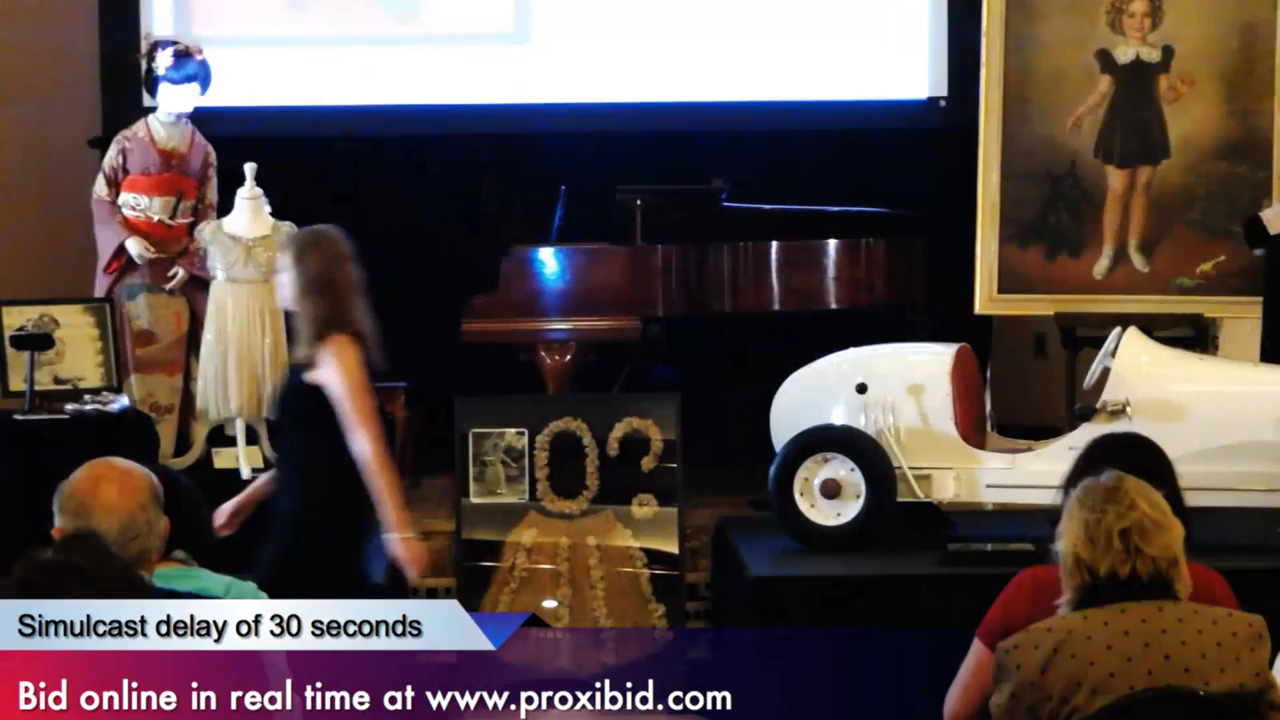 Simulcast delay of 30 seconds
Bid online in real time at www.proxibid.com